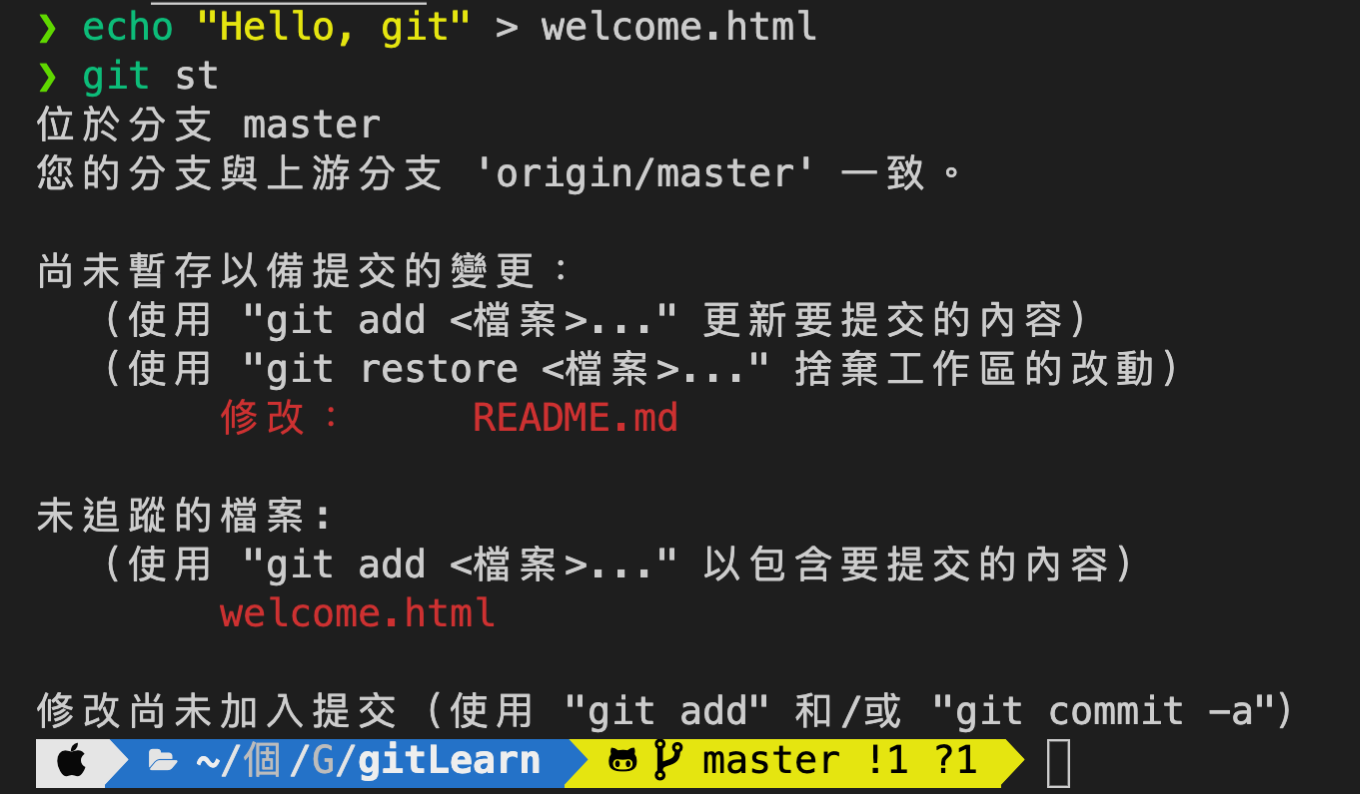 ❯ echo "Hello, git" > welcome.html
❯ git st
位於分支 master
您的分支與上游分支 'origin/master' 一致。
尚未暫存以備提交的變更：
（使用 "git add <檔案>..." 更新要提交的內容）
（使用 "git restore <檔案>..." 捨棄工作區的改動）
修改： README.md
未追蹤的檔案:
（使用 "git add <檔案>..." 以包含要提交的內容）
welcome.html
修改尚未加入提交（使用 "git add" 和/或 "git commit -a"）
~/個/G/gitLearn master !1 ?1